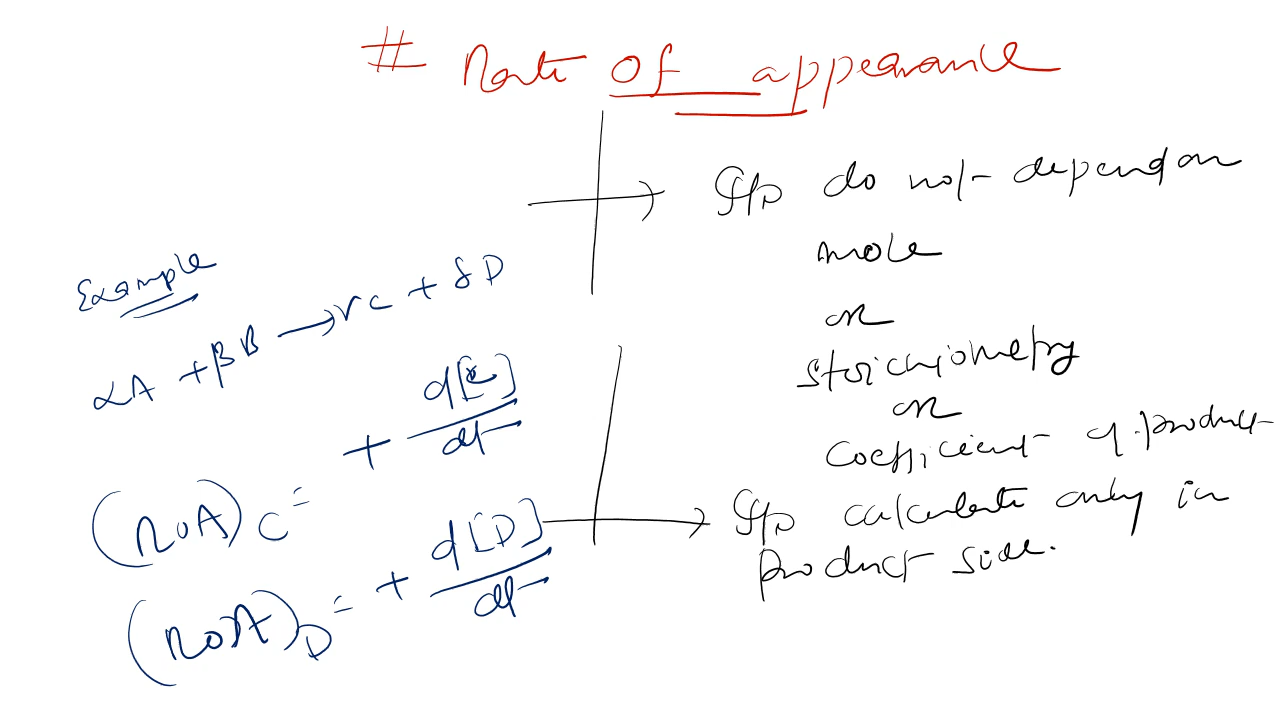 # Rate of appearance
do not depend on
mole
or
stoichiometry
or
coefficient of product
calculate only in
product side.
Example
αA + βB → γC + δD
(ROA)C = + d[C]/dt
(ROA)D = + d[D]/dt